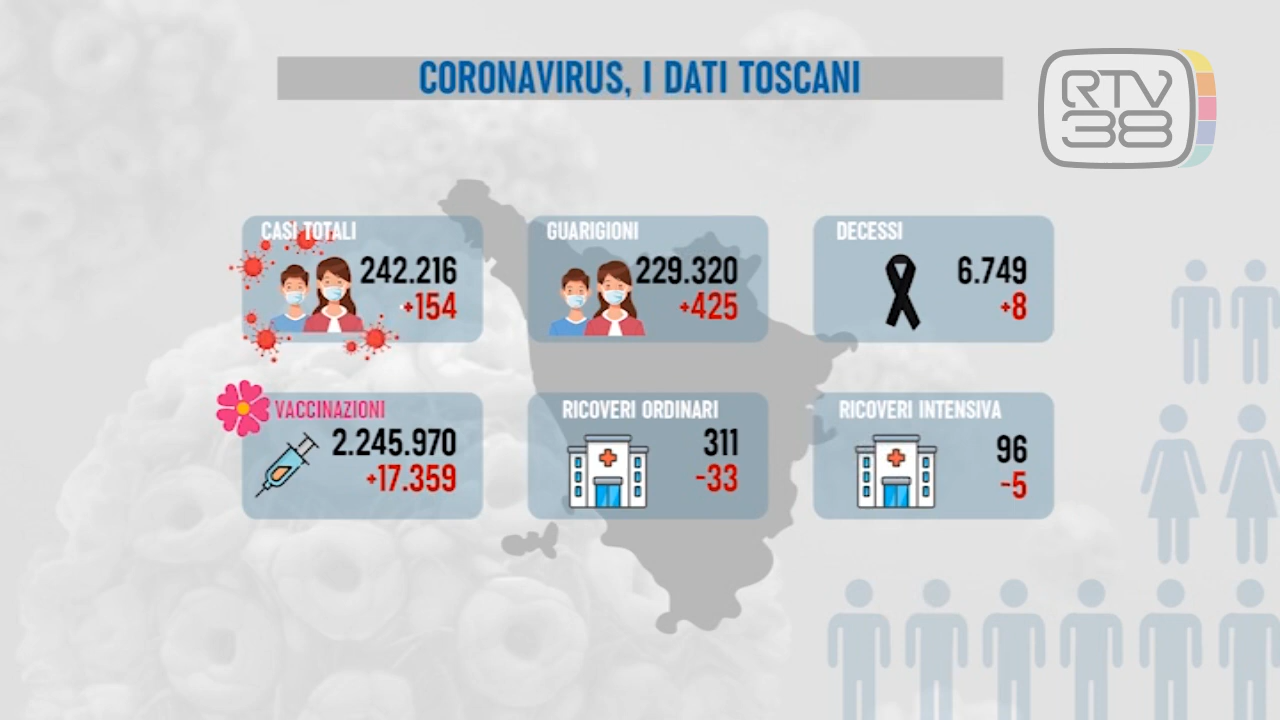 CORONAVIRUS, I DATI TOSCANI
RTV
38
CASI TOTALI
242.216
+154
GUARIGIONI
229.320
+425
DECESSI
6.749
+8
VACCINAZIONI
2.245.970
+17.359
RICOVERI ORDINARI
311
-33
RICOVERI INTENSIVA
96
-5